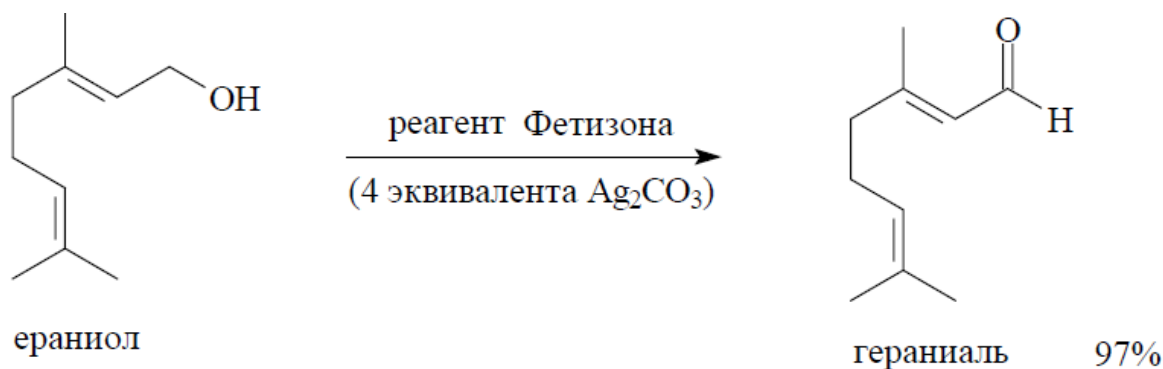 O
OH
H
реагент Фетизона
(4 эквивалента Ag₂CO₃)
ераниол
гераниаль 97%